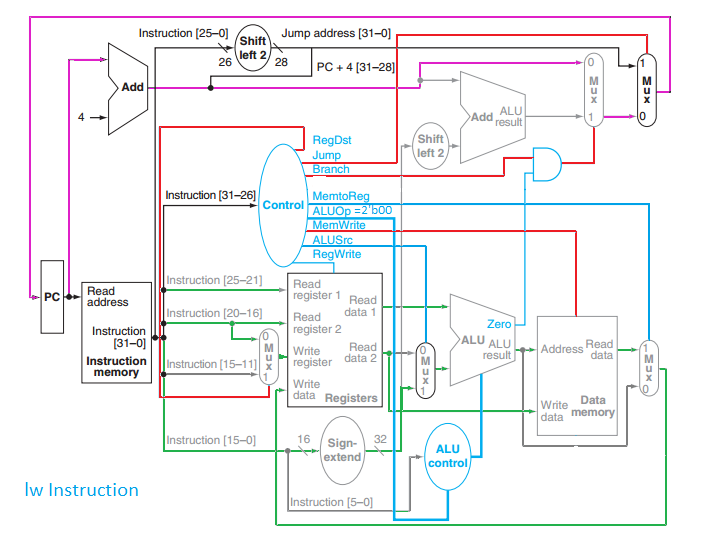 Instruction [25–0]
Shift
left 2
Jump address [31–0]
26
28
PC + 4 [31–28]
Add
4
0
M
u
x
1
1
M
u
x
0
Add
ALU
result
Shift
left 2
RegDst
Jump
Branch
MemtoReg
ALUOp =2'b00
MemWrite
ALUSrc
RegWrite
Instruction [31–26]
Control
PC
Read
address
Instruction
[31–0]
Instruction
memory
Instruction [25–21]
Instruction [20–16]
Instruction [15–11]
0
M
u
x
1
Read
register 1
Read
data 1
Read
register 2
Write
register
Read
data 2
Write
data
Registers
0
M
u
x
1
Zero
ALU
ALU
result
Address
Read
data
Write
data
Data
memory
1
M
u
x
0
Instruction [15–0]
16
Sign-
extend
32
ALU
control
Instruction [5–0]
lw Instruction